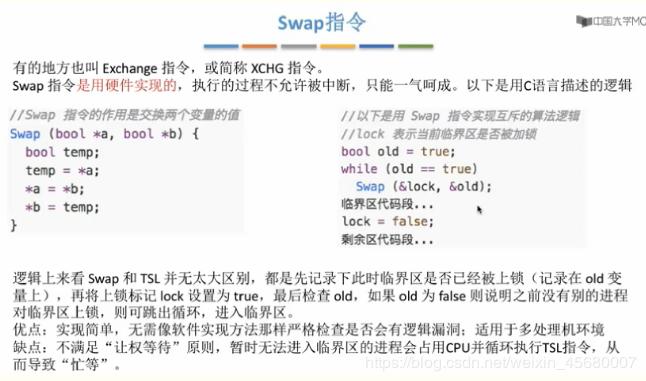 Swap指令
中国大学MO
有的地方也叫 Exchange 指令，或简称 XCHG 指令。
Swap 指令是用硬件实现的，执行的过程不允许被中断，只能一气呵成。以下是用C语言描述的逻辑
//Swap 指令的作用是交换两个变量的值
Swap (bool *a, bool *b) {
bool temp;
temp = *a;
*a = *b;
*b = temp;
}
//以下是用 Swap 指令实现互斥的算法逻辑
//lock 表示当前临界区是否被加锁
bool old = true;
while (old == true)
Swap (&lock, &old);
临界区代码段...
lock = false;
剩余区代码段...
逻辑上来看 Swap 和 TSL 并无太大区别，都是先记录下此时临界区是否已经被上锁（记录在 old 变
量上），再将上锁标记 lock 设置为 true，最后检查 old，如果 old 为 false 则说明之前没有别的进程
对临界区上锁，则可跳出循环，进入临界区。
优点：实现简单，无需像软件实现方法那样严格检查是否会有逻辑漏洞；适用于多处理机环境
缺点：不满足“让权等待”原则，暂时无法进入临界区的进程会占用CPU并循环执行TSL指令，从
而导致“忙等”。
https://blog.csdn.net/weixin_45680007